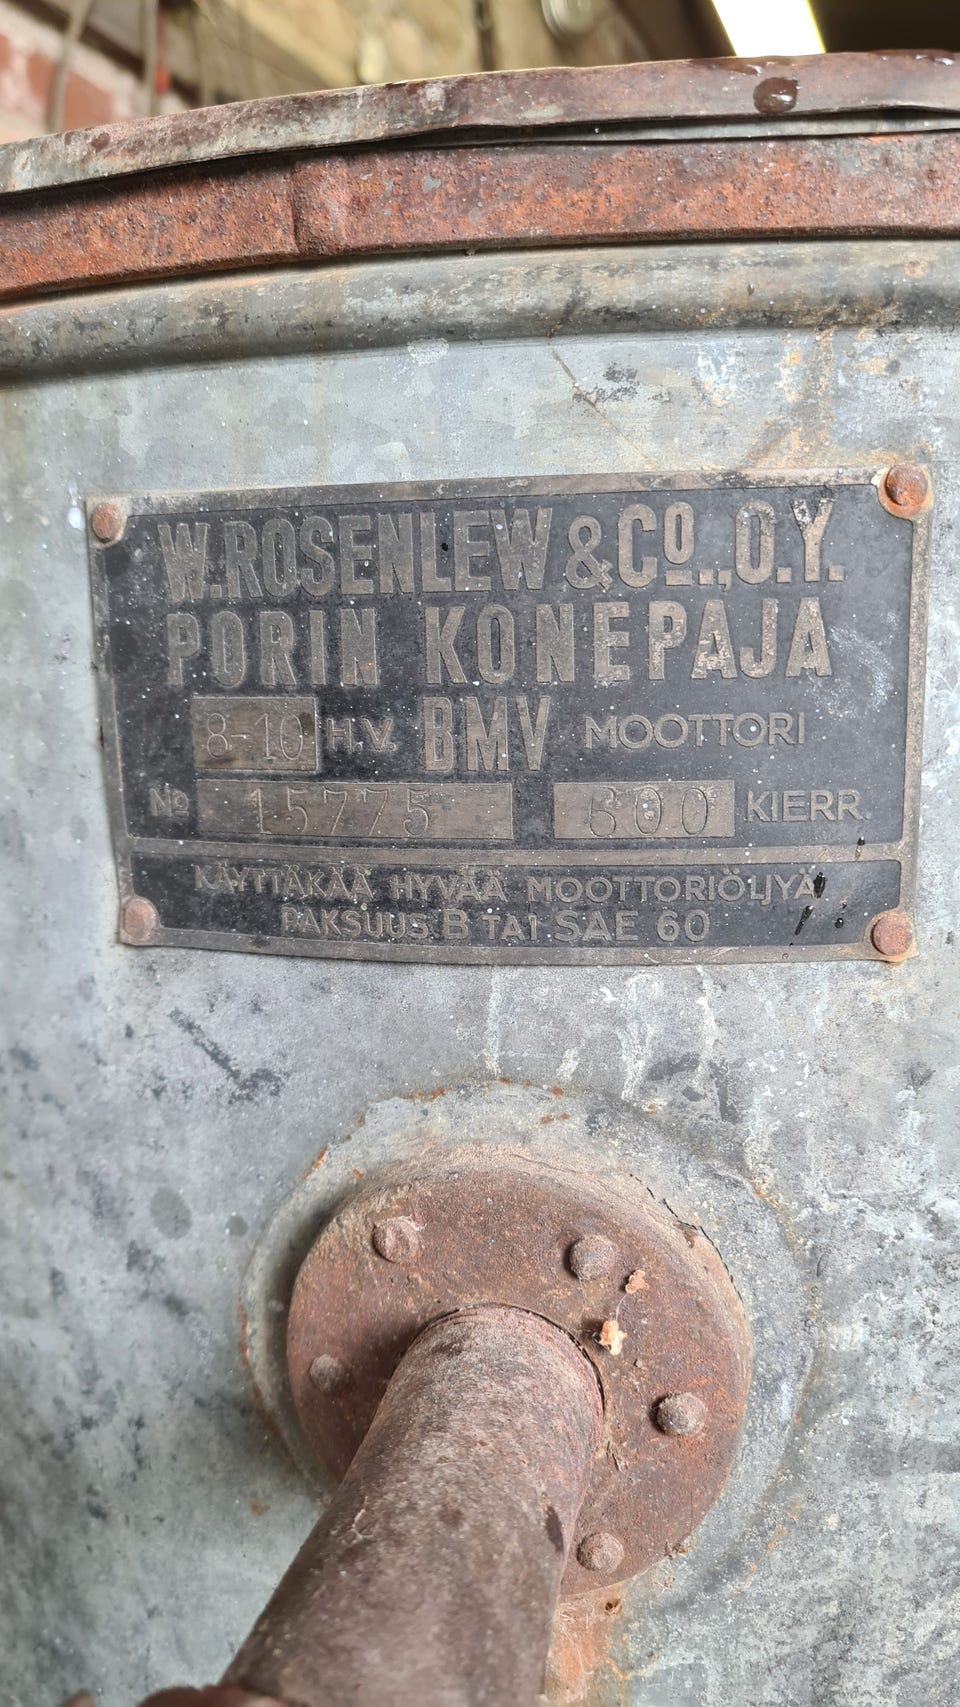 W. ROSENLEW & Cº., O.Y.
PORIN KONEPAJA
8-10 H.V. BMV MOOTTORI
Nº 15775 600 KIERR.
KÄYTTÄKÄÄ HYVÄÄ MOOTTORIÖLJYÄ
PAKSUUS B TAI SAE 60